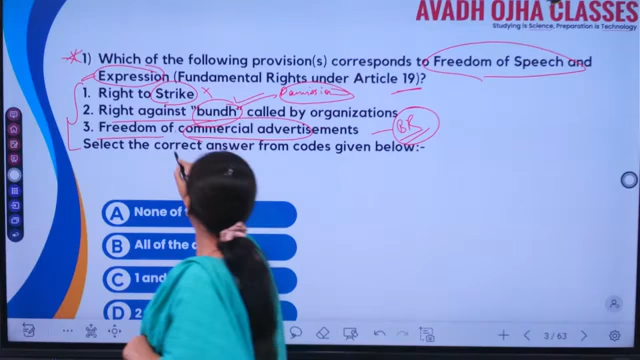 AVADH OJHA CLASSES
Studying is Science, Preparation is Technology
1) Which of the following provision(s) corresponds to Freedom of Speech and
Expression (Fundamental Rights under Article 19)?
1. Right to Strike
2. Right against "bundh" called by organizations
3. Freedom of commercial advertisements
BR
Select the correct answer from codes given below:-
A None of
B All of the
C 1 and
D 2
3 / 63